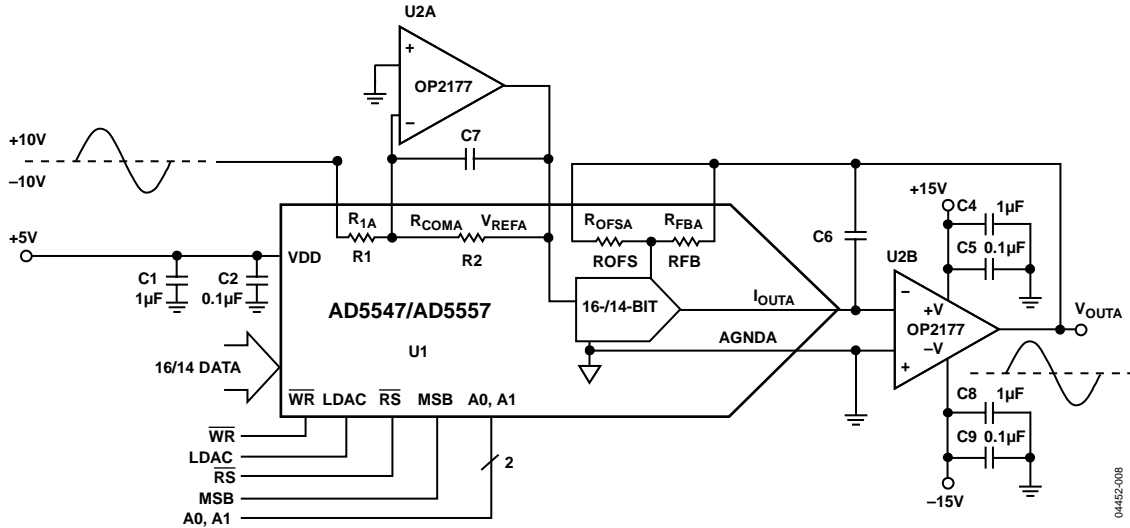 U2A
+
OP2177
–
C7
+10V
–10V
+5V
R1A
RCOMA
VREFA
R1
R2
VDD
C1
1µF
C2
0.1µF
ROFSA
RFBA
ROFS
RFB
C6
+15V
C4
1µF
C5
0.1µF
U2B
–
+V
OP2177
–V
+
VOUTA
AD5547/AD5557
U1
16-/14-BIT
IOUTA
AGNDA
16/14 DATA
WR LDAC RS MSB A0, A1
WR
LDAC
RS
MSB
A0, A1
2
C8
1µF
C9
0.1µF
–15V
04452-008